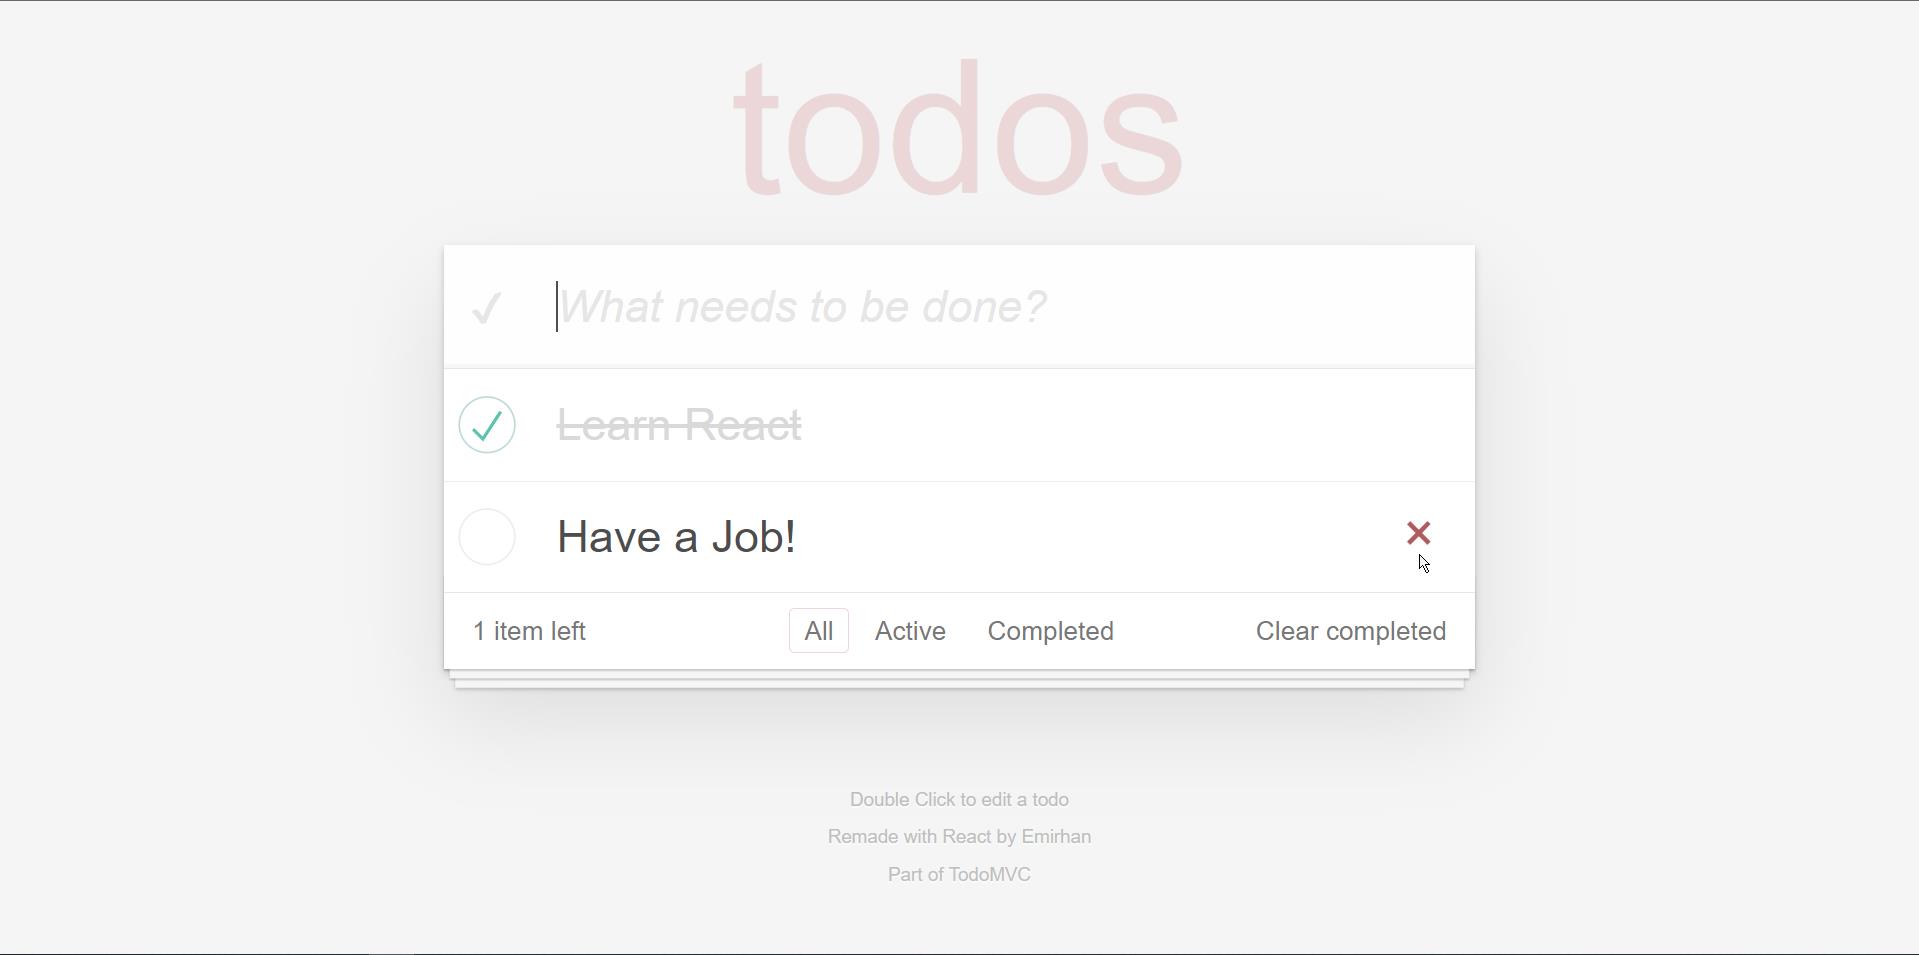 todos
What needs to be done?
Learn React
Have a Job!
1 item left All Active Completed Clear completed
Double Click to edit a todo
Remade with React by Emirhan
Part of TodoMVC